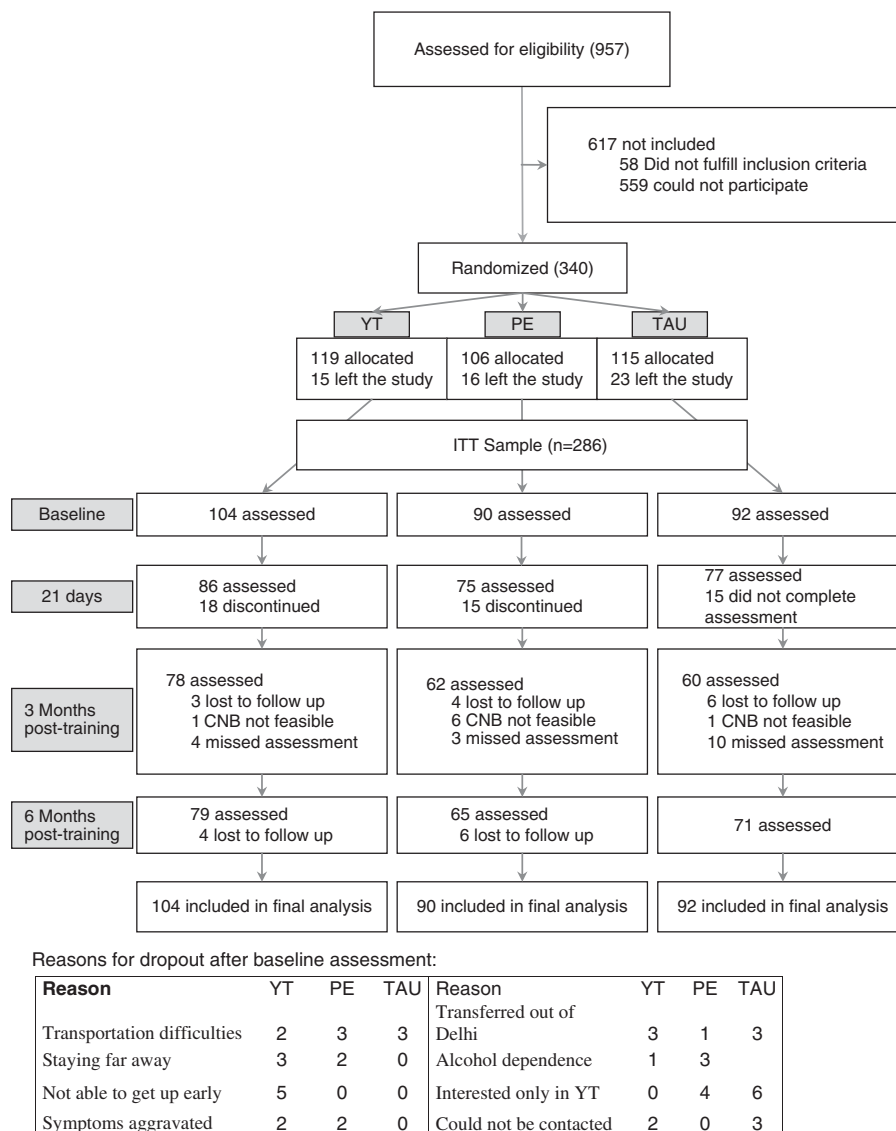 Assessed for eligibility (957)
617 not included
58 Did not fulfill inclusion criteria
559 could not participate
Randomized (340)
YT PE TAU
119 allocated
15 left the study
106 allocated
16 left the study
115 allocated
23 left the study
ITT Sample (n=286)
Baseline
104 assessed
90 assessed
92 assessed
21 days
86 assessed
18 discontinued
75 assessed
15 discontinued
77 assessed
15 did not complete
assessment
3 Months
post-training
78 assessed
3 lost to follow up
1 CNB not feasible
4 missed assessment
62 assessed
4 lost to follow up
6 CNB not feasible
3 missed assessment
60 assessed
6 lost to follow up
1 CNB not feasible
10 missed assessment
6 Months
post-training
79 assessed
4 lost to follow up
65 assessed
6 lost to follow up
71 assessed
104 included in final analysis
90 included in final analysis
92 included in final analysis
Reasons for dropout after baseline assessment:
Reason YT PE TAU Reason YT PE TAU
Transportation difficulties 2 3 3 Transferred out of
Delhi 3 1 3
Staying far away 3 2 0 Alcohol dependence 1 3
Not able to get up early 5 0 0 Interested only in YT 0 4 6
Symptoms aggravated 2 2 0 Could not be contacted 2 0 3